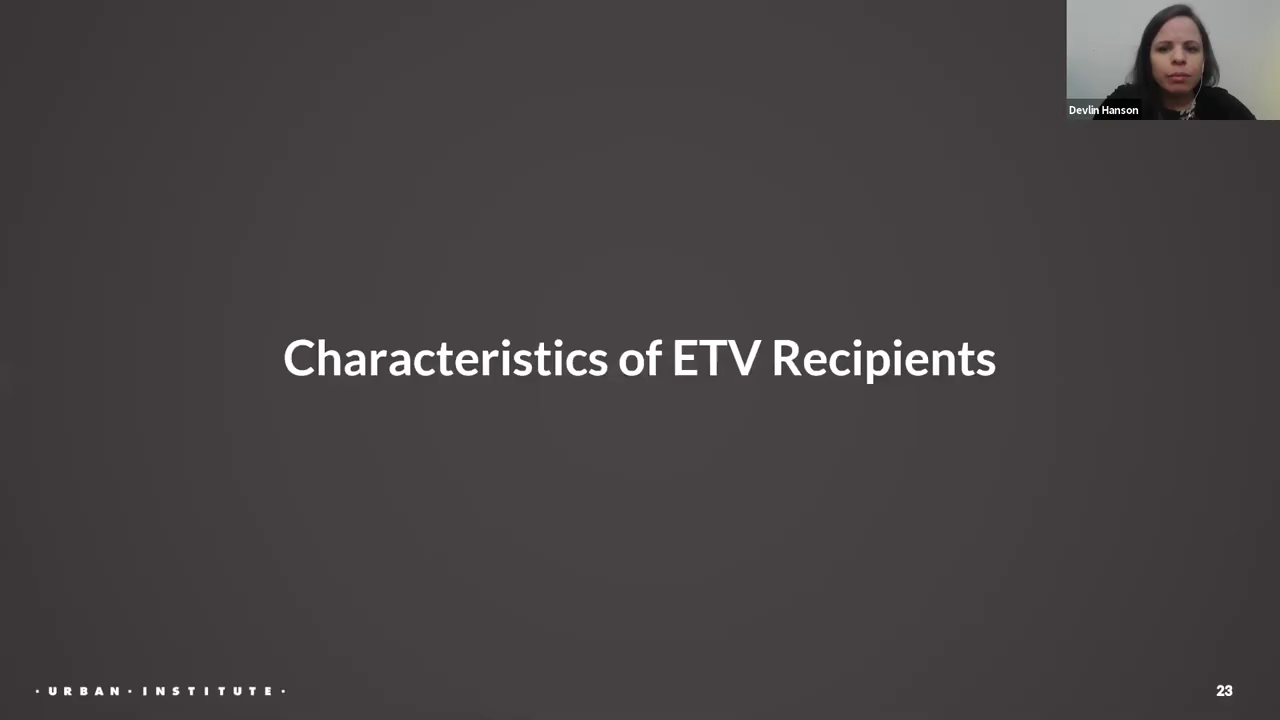 Devlin Hanson
Characteristics of ETV Recipients
· URBAN · INSTITUTE ·
23